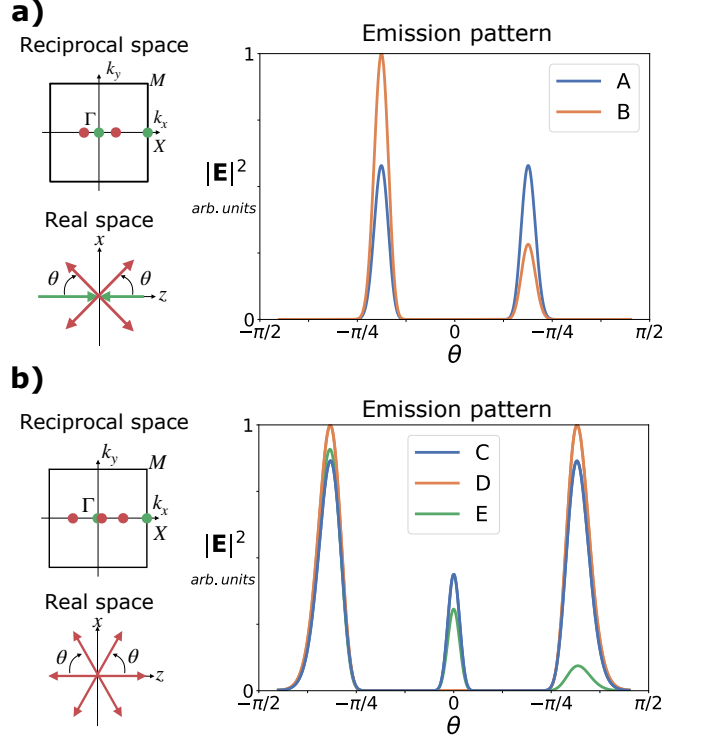 a)
Reciprocal space
k_y
M
Γ
k_x
X
Real space
x
θ
θ
z
Emission pattern
1
A
B
|E|²
arb. units
0
−π/2
−π/4
0
−π/4
π/2
θ
b)
Reciprocal space
k_y
M
Γ
k_x
X
Real space
x
θ
θ
z
Emission pattern
1
C
D
E
|E|²
arb. units
0
−π/2
−π/4
0
−π/4
π/2
θ